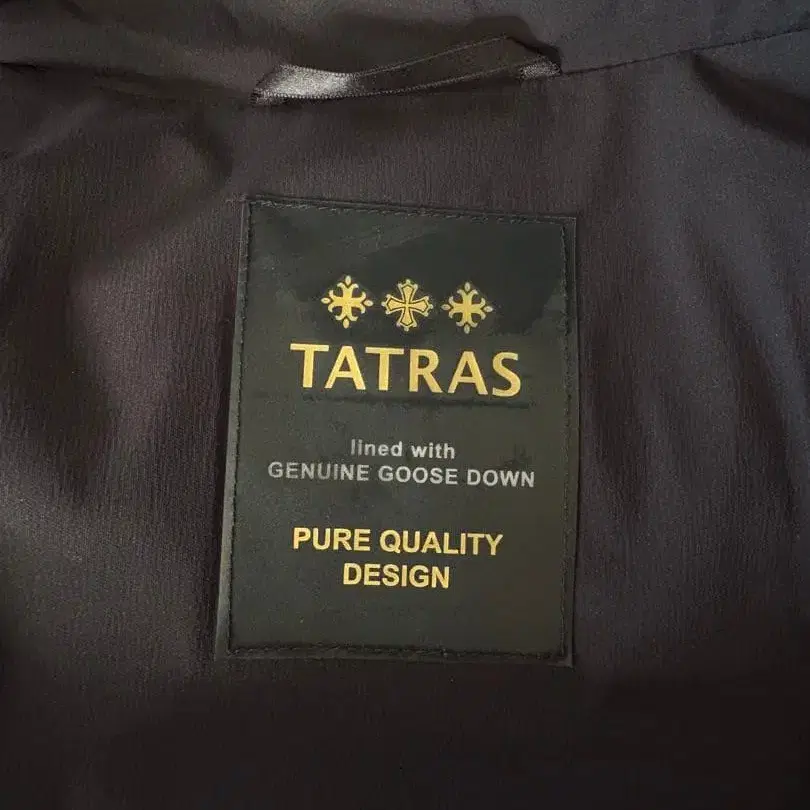 TATRAS
lined with
GENUINE GOOSE DOWN
PURE QUALITY
DESIGN